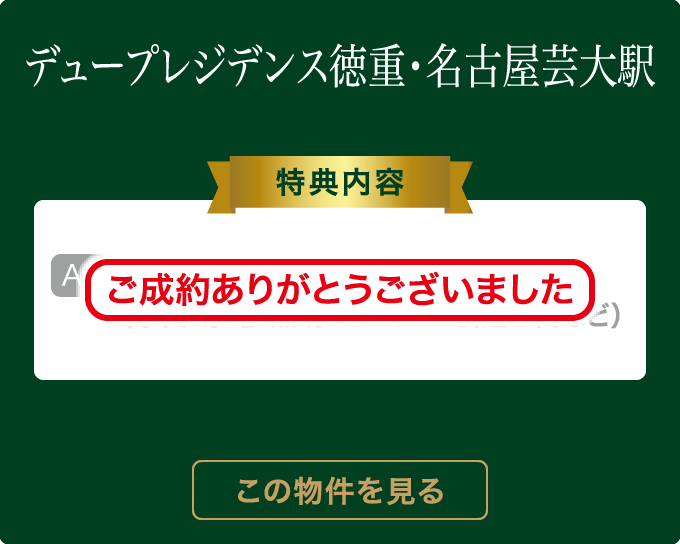 デュープレジデンス徳重・名古屋芸大駅
特典内容
A
ご成約ありがとうございました
ど)
この物件を見る